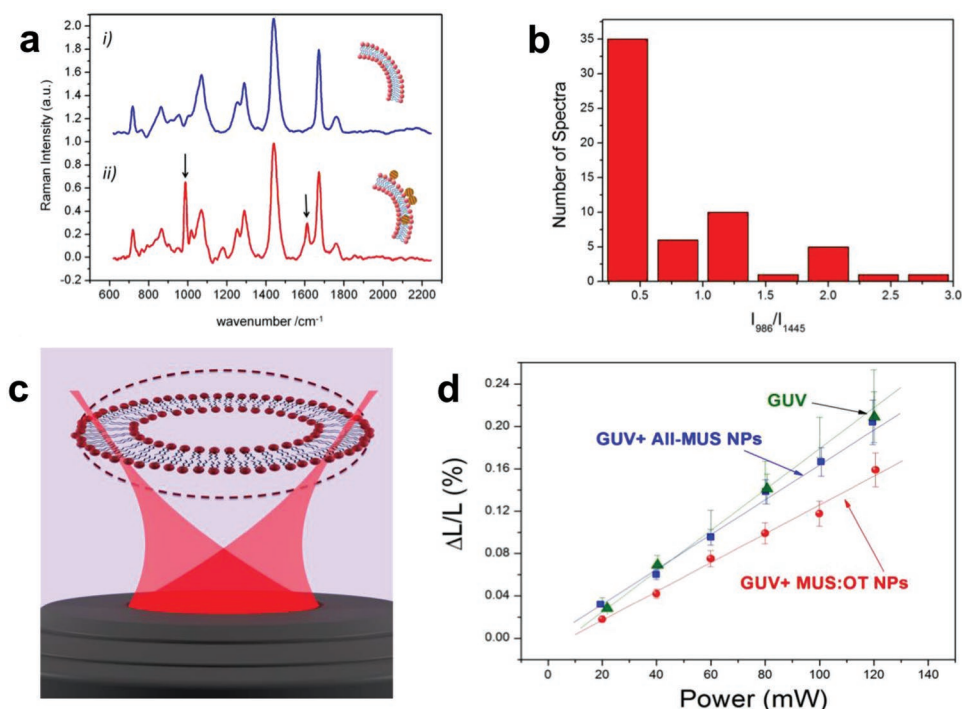 a
i)
ii)
Raman Intensity (a.u.)
2.0
1.8
1.6
1.4
1.2
1.0
0.8
0.6
0.4
0.2
0.0
-0.2
600 800 1000 1200 1400 1600 1800 2000 2200
wavenumber /cm-1
b
Number of Spectra
35
30
25
20
15
10
5
0
0.5 1.0 1.5 2.0 2.5 3.0
I986/I1445
c
d
ΔL/L (%)
0.24
0.20
0.16
0.12
0.08
0.04
0.00
GUV
GUV+ All-MUS NPs
GUV+ MUS:OT NPs
0 20 40 60 80 100 120 140
Power (mW)